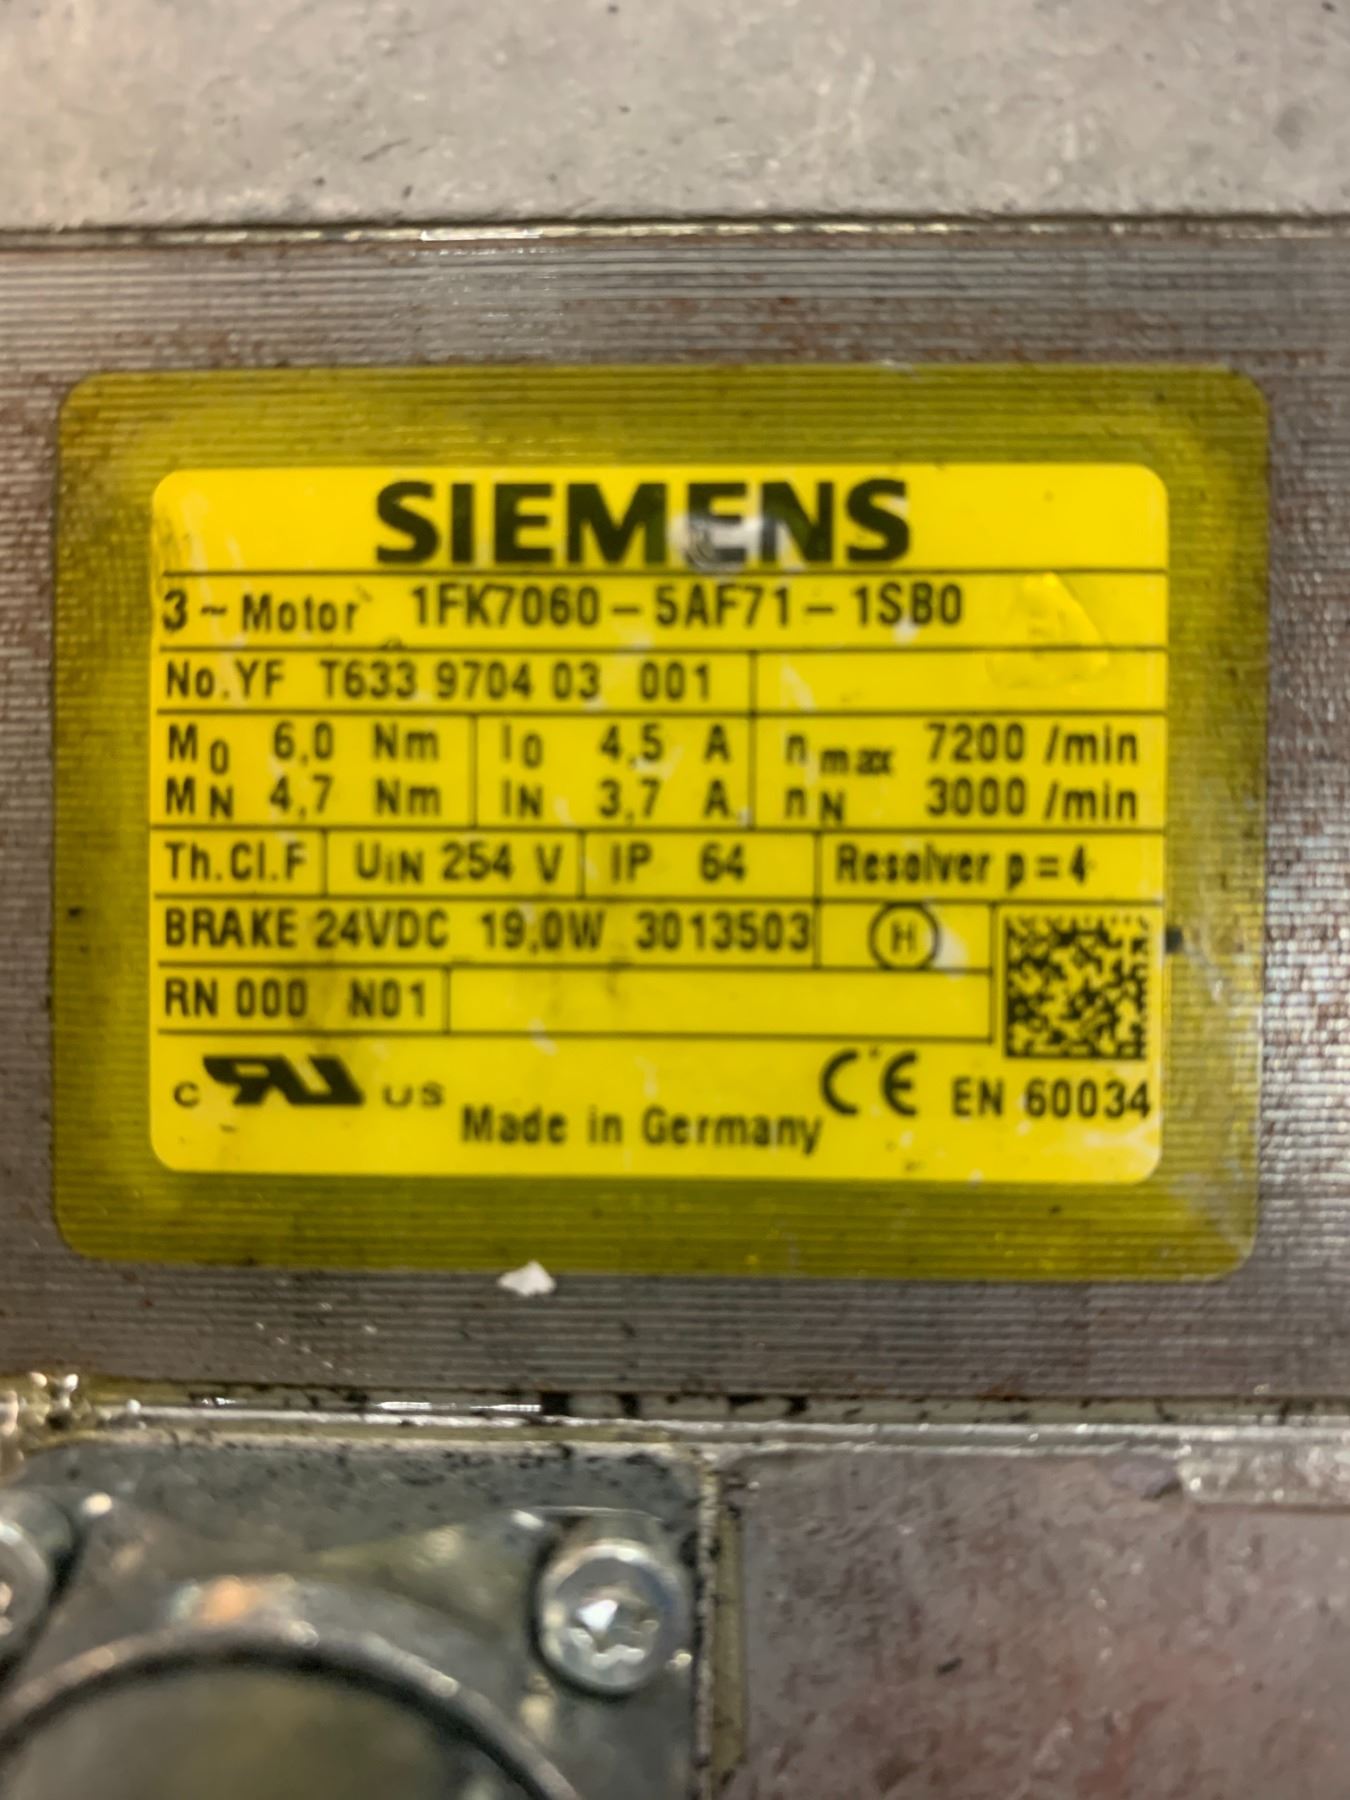 SIEMENS
3~Motor 1FK7060-5AF71-1SB0
No.YF T633 9704 03 001
M0 6,0 Nm I0 4,5 A nmax 7200 /min
MN 4,7 Nm IN 3,7 A nN 3000 /min
Th.Cl.F UIN 254 V IP 64 Resolver p=4
BRAKE 24VDC 19,0W 3013503 H
RN 000 N01
c RU US CE EN 60034
Made in Germany